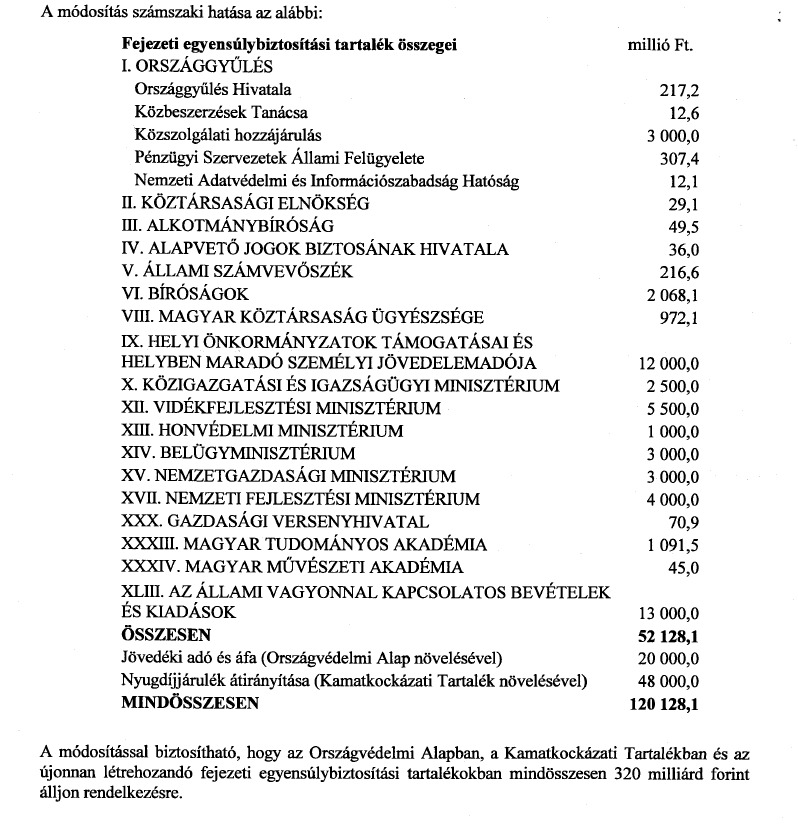 A módosítás számszaki hatása az alábbi:
Fejezeti egyensúlybiztosítási tartalék összegei millió Ft.
I. ORSZÁGGYŰLÉS
Országgyűlés Hivatala 217,2
Közbeszerzések Tanácsa 12,6
Közszolgálati hozzájárulás 3 000,0
Pénzügyi Szervezetek Állami Felügyelete 307,4
Nemzeti Adatvédelmi és Információszabadság Hatóság 12,1
II. KÖZTÁRSASÁGI ELNÖKSÉG 29,1
III. ALKOTMÁNYBÍRÓSÁG 49,5
IV. ALAPVETŐ JOGOK BIZTOSÁNAK HIVATALA 36,0
V. ÁLLAMI SZÁMVEVŐSZÉK 216,6
VI. BÍRÓSÁGOK 2 068,1
VIII. MAGYAR KÖZTÁRSASÁG ÜGYÉSZSÉGE 972,1
IX. HELYI ÖNKORMÁNYZATOK TÁMOGATÁSAI ÉS
HELYBEN MARADÓ SZEMÉLYI JÖVEDELEMADÓJA 12 000,0
X. KÖZIGAZGATÁSI ÉS IGAZSÁGÜGYI MINISZTÉRIUM 2 500,0
XII. VIDÉKFEJLESZTÉSI MINISZTÉRIUM 5 500,0
XIII. HONVÉDELMI MINISZTÉRIUM 1 000,0
XIV. BELÜGYMINISZTÉRIUM 3 000,0
XV. NEMZETGAZDASÁGI MINISZTÉRIUM 3 000,0
XVII. NEMZETI FEJLESZTÉSI MINISZTÉRIUM 4 000,0
XXX. GAZDASÁGI VERSENYHIVATAL 70,9
XXXIII. MAGYAR TUDOMÁNYOS AKADÉMIA 1 091,5
XXXIV. MAGYAR MŰVÉSZETI AKADÉMIA 45,0
XLIII. AZ ÁLLAMI VAGYONNAL KAPCSOLATOS BEVÉTELEK
ÉS KIADÁSOK 13 000,0
ÖSSZESEN 52 128,1
Jövedéki adó és áfa (Országvédelmi Alap növelésével) 20 000,0
Nyugdíjjárulék átirányítása (Kamatkockázati Tartalék növelésével) 48 000,0
MINDÖSSZESEN 120 128,1
A módosítással biztosítható, hogy az Országvédelmi Alapban, a Kamatkockázati Tartalékban és az
újonnan létrehozandó fejezeti egyensúlybiztosítási tartalékokban mindösszesen 320 milliárd forint
álljon rendelkezésre.